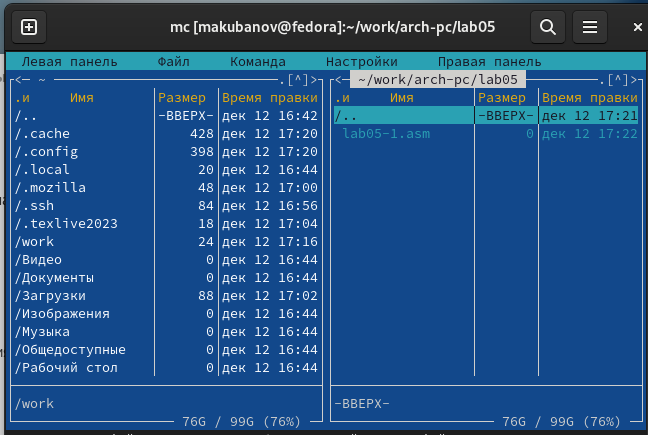 mc [makubanov@fedora]:~/work/arch-pc/lab05
Левая панель Файл Команда Настройки Правая панель
<— ~ .[^]>
.и Имя Размер Время правки
/.. -ВВЕРХ- дек 12 16:42
/.cache 428 дек 12 17:20
/.config 398 дек 12 17:20
/.local 20 дек 12 16:44
/.mozilla 48 дек 12 17:00
/.ssh 84 дек 12 16:56
/.texlive2023 18 дек 12 17:04
/work 24 дек 12 17:16
/Видео 0 дек 12 16:44
/Документы 0 дек 12 16:44
/Загрузки 88 дек 12 17:02
/Изображения 0 дек 12 16:44
/Музыка 0 дек 12 16:44
/Общедоступные 0 дек 12 16:44
/Рабочий стол 0 дек 12 16:44
/work
76G / 99G (76%)
<— ~/work/arch-pc/lab05 .[^]>
.и Имя Размер Время правки
/.. -ВВЕРХ- дек 12 17:21
lab05-1.asm 0 дек 12 17:22
-ВВЕРХ-
76G / 99G (76%)